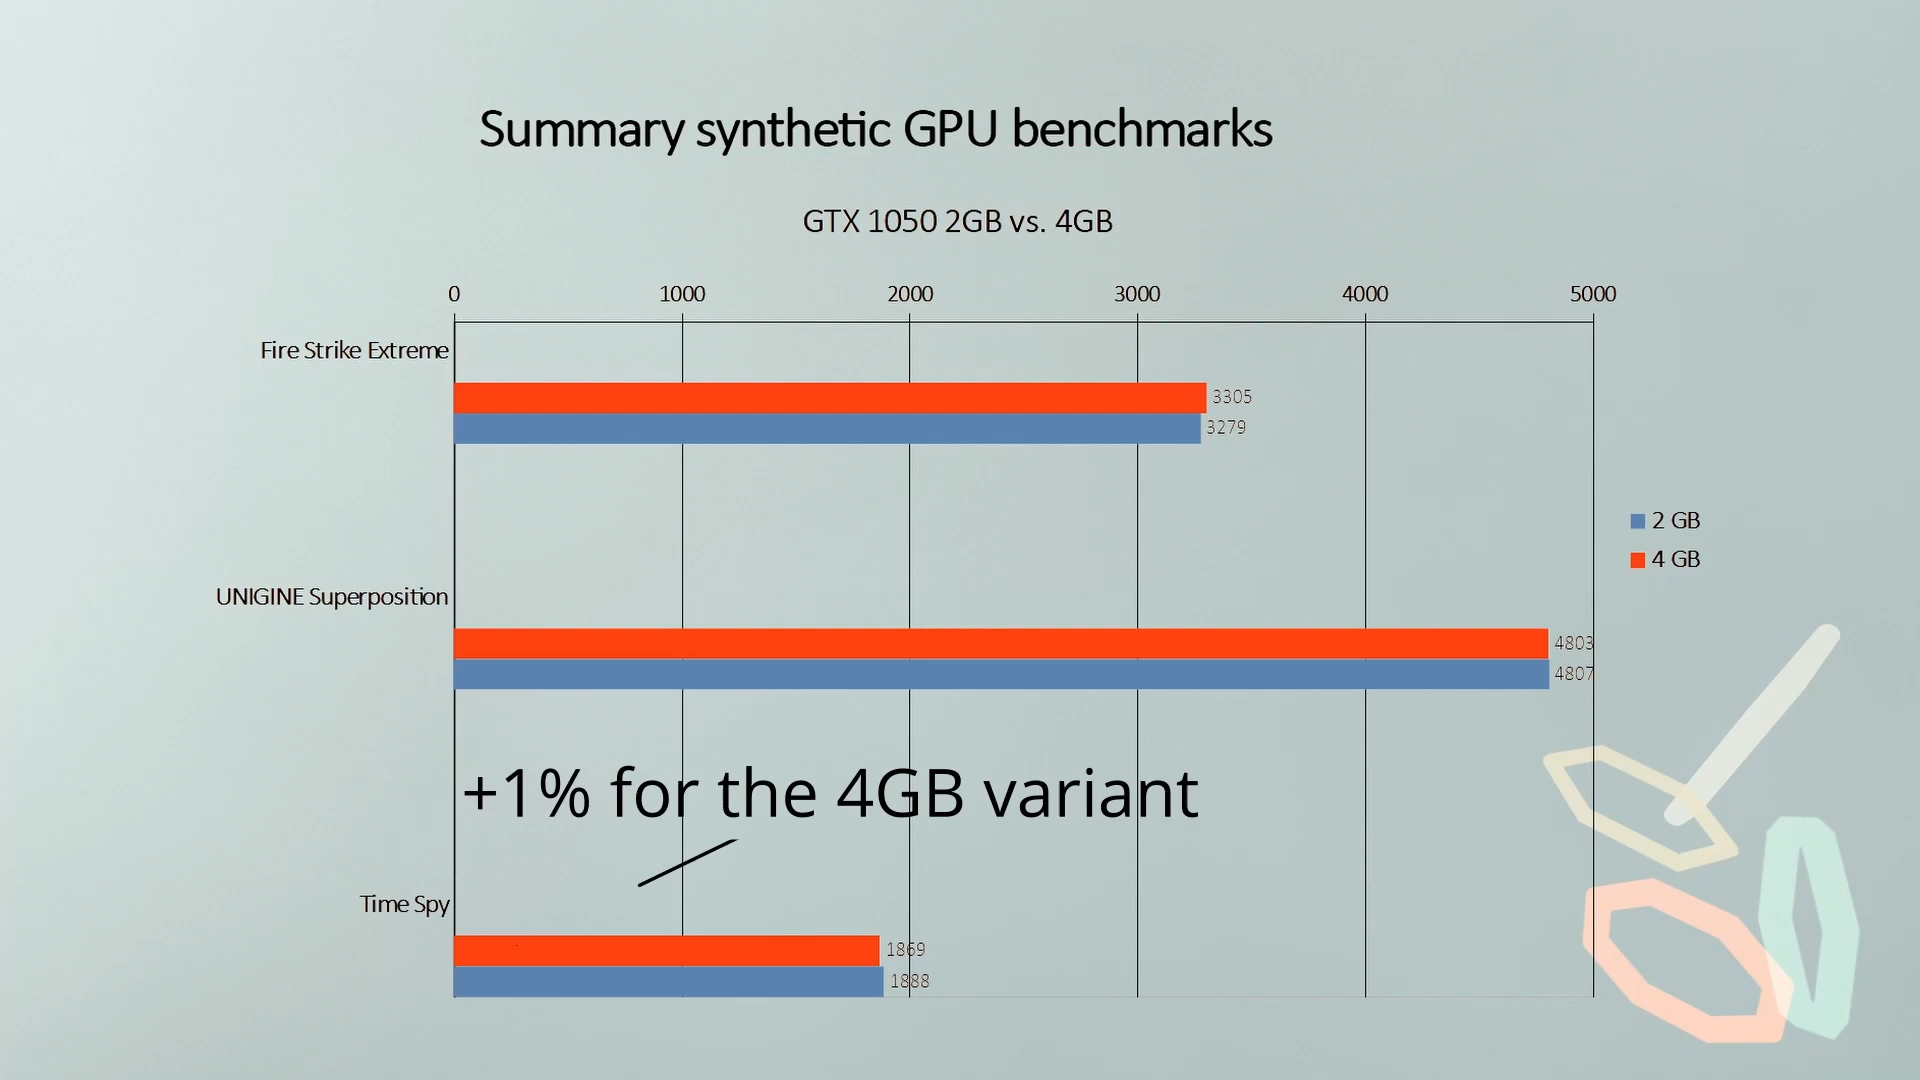 Summary synthetic GPU benchmarks
GTX 1050 2GB vs. 4GB
0 1000 2000 3000 4000 5000
Fire Strike Extreme
3305
3279
2 GB
4 GB
UNIGINE Superposition
4803
4807
+1% for the 4GB variant
Time Spy
1869
1888